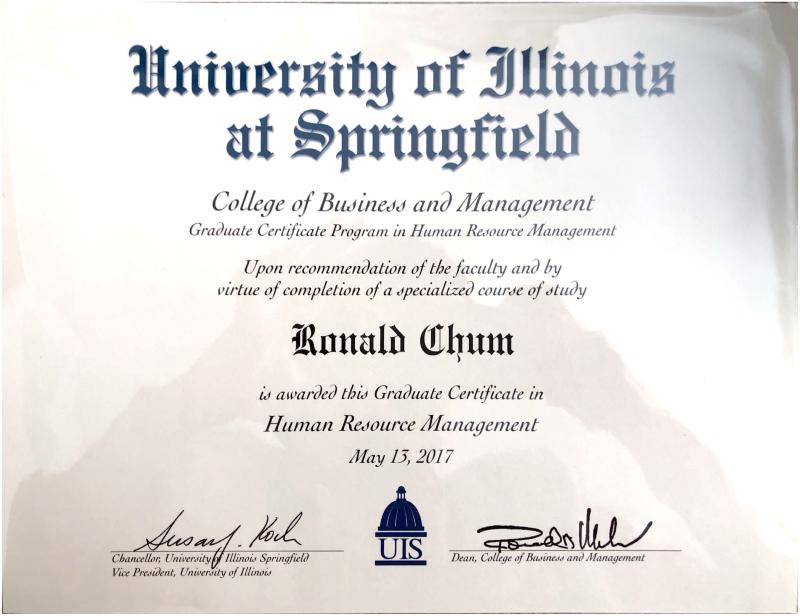 University of Illinois
at Springfield
College of Business and Management
Graduate Certificate Program in Human Resource Management
Upon recommendation of the faculty and by
virtue of completion of a specialized course of study
Ronald Chum
is awarded this Graduate Certificate in
Human Resource Management
May 13, 2017
Susan J. Koch
Chancellor, University of Illinois Springfield
Vice President, University of Illinois
UIS
Dean, College of Business and Management